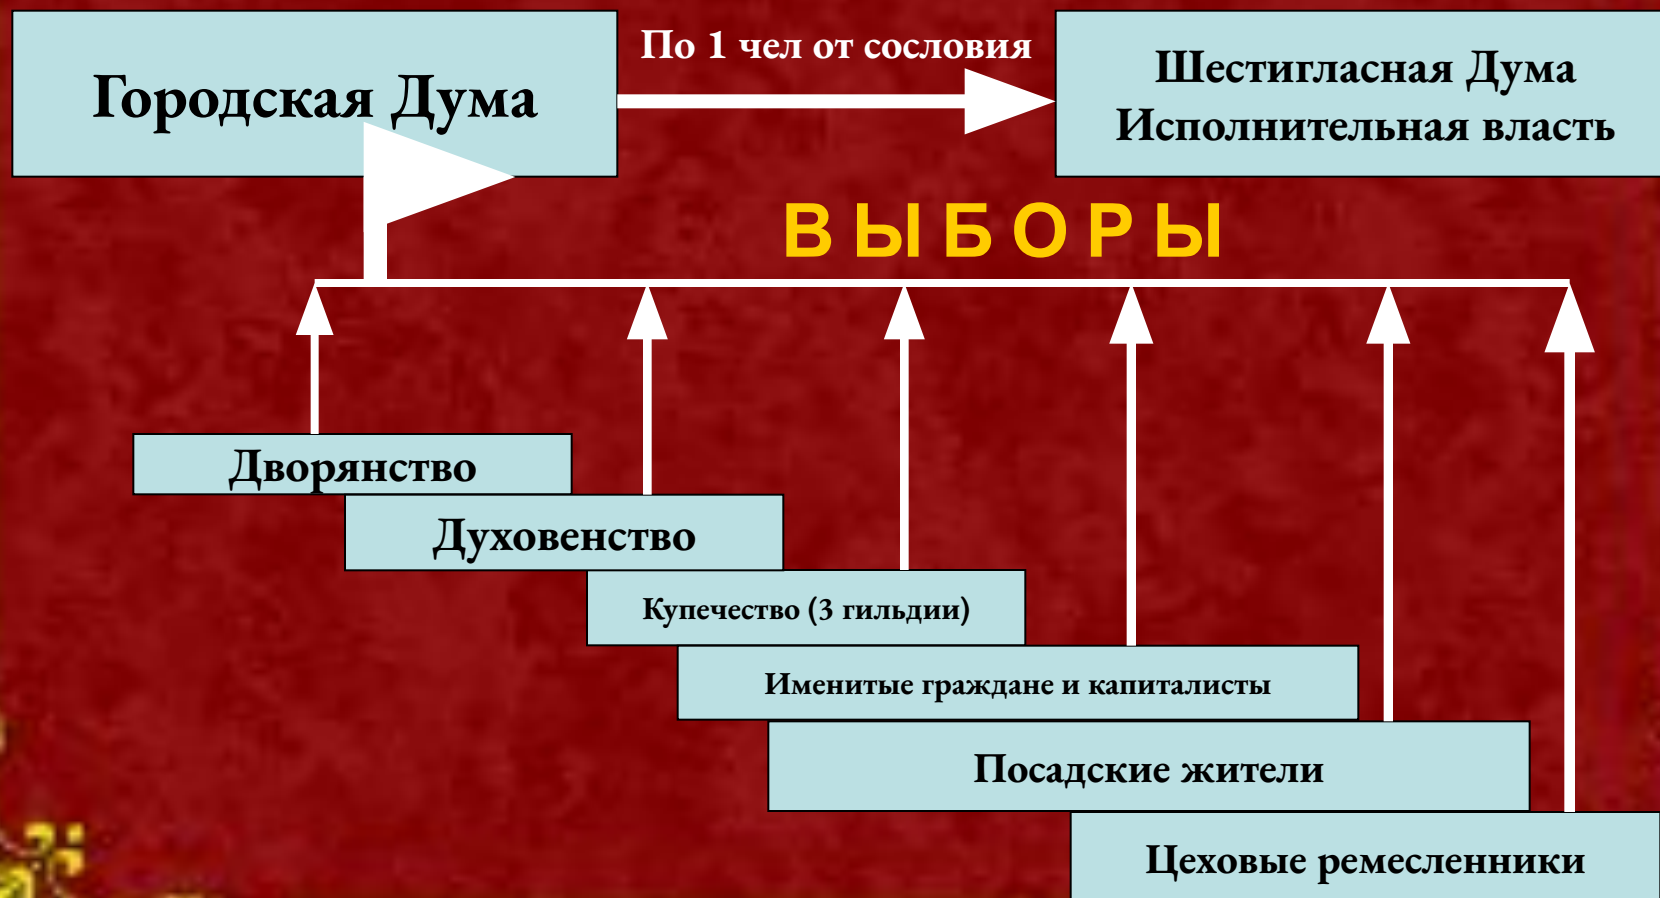 Городская Дума
По 1 чел от сословия
Шестигласная Дума
Исполнительная власть
ВЫБОРЫ
Дворянство
Духовенство
Купечество (3 гильдии)
Именитые граждане и капиталисты
Посадские жители
Цеховые ремесленники